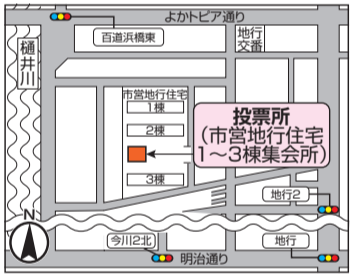 よかトピア通り
百道浜橋東
地行
交番
樋井川
市営地行住宅
1棟
2棟
3棟
投票所
(市営地行住宅
1〜3棟集会所)
地行2
N
今川2北
地行
明治通り